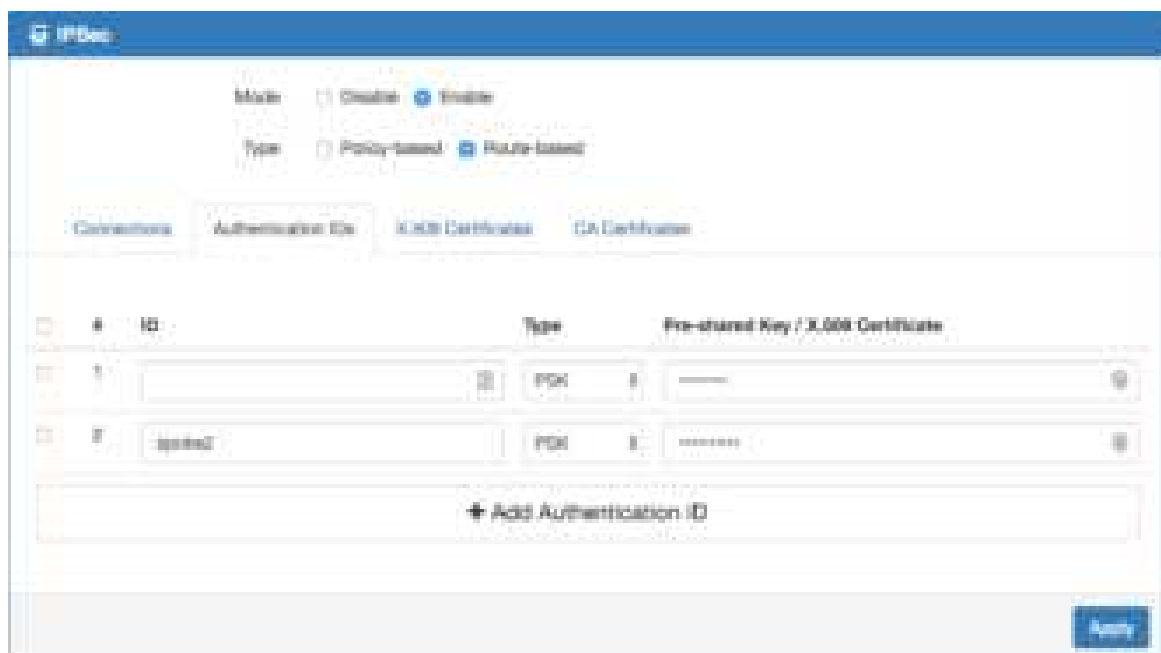 IPSec
Mode Disable Enable
Type Policy-based Route-based
Connections Authentication IDs X.509 Certificates CA Certificates
# ID Type Pre-shared Key / X.509 Certificate
1 PSK
2 PSK
+ Add Authentication ID
Apply